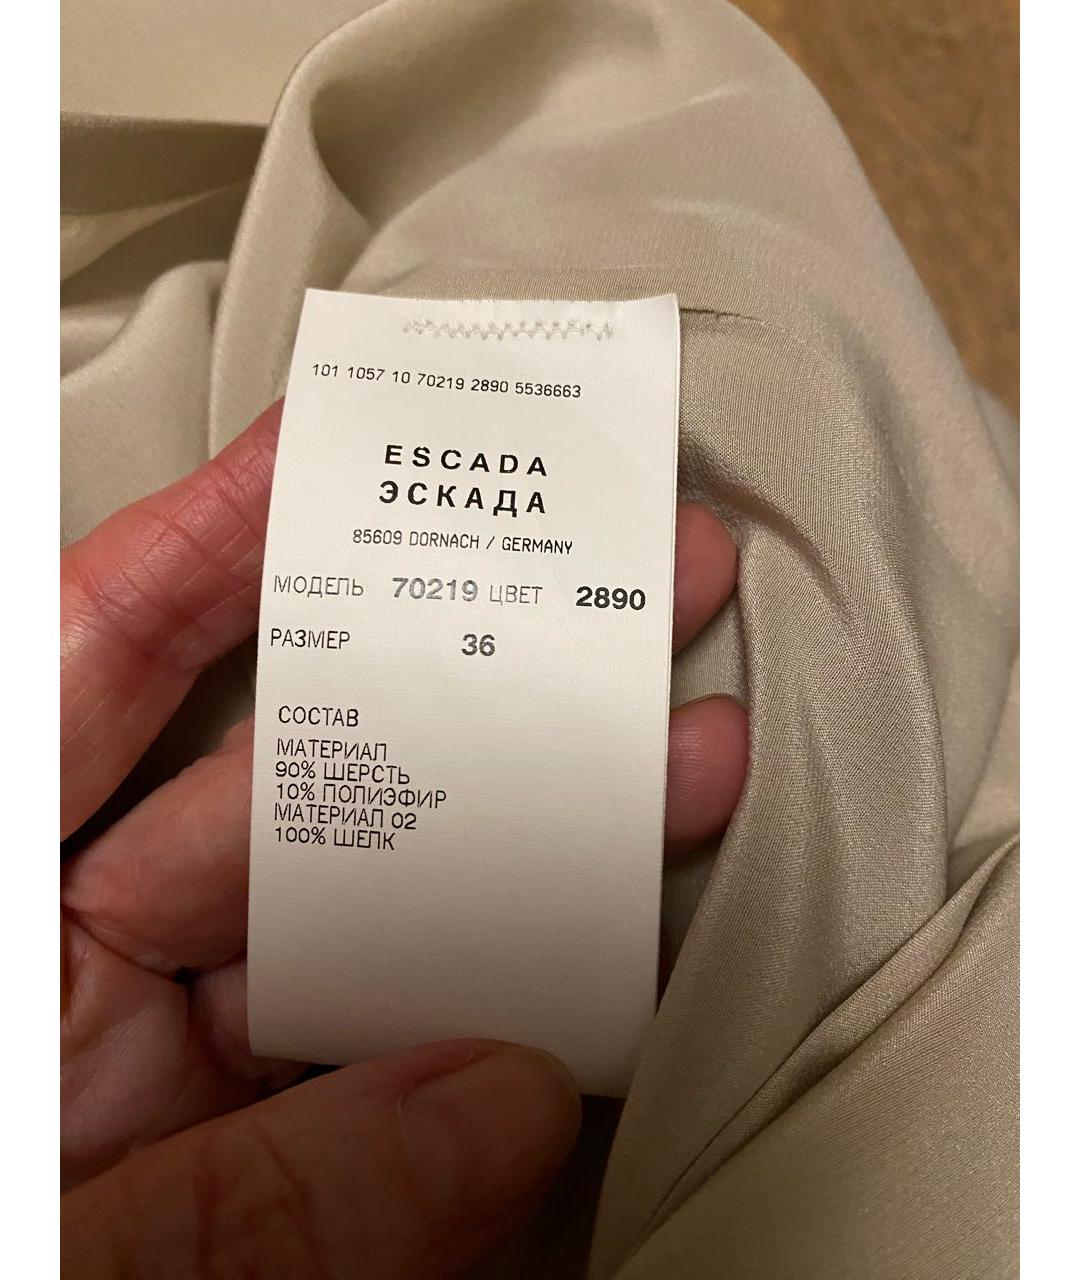 101 1057 10 70219 2890 5536663
ESCADA
ЭСКАДА
85609 DORNACH / GERMANY
МОДЕЛЬ 70219 ЦВЕТ 2890
РАЗМЕР 36
СОСТАВ
МАТЕРИАЛ
90% ШЕРСТЬ
10% ПОЛИЭФИР
МАТЕРИАЛ 02
100% ШЕЛК